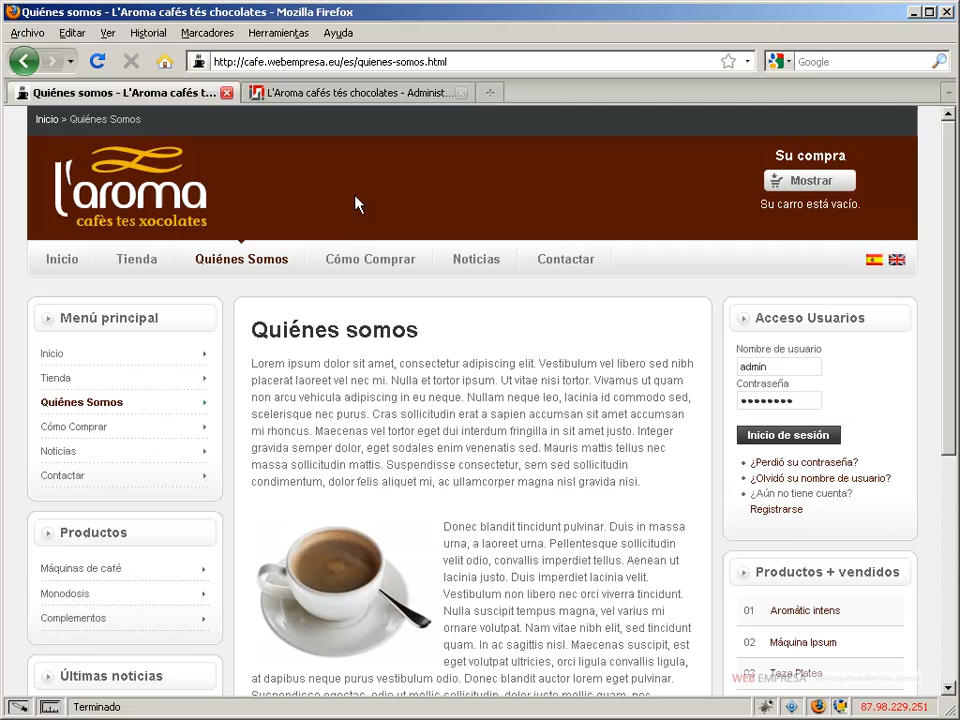 Quiénes somos - L'Aroma cafés tés chocolates - Mozilla Firefox
Archivo Editar Ver Historial Marcadores Herramientas Ayuda
http://cafe.webempresa.eu/es/quienes-somos.html
Google
Quiénes somos - L'Aroma cafés t...
L'Aroma cafés tés chocolates - Administ...
Inicio > Quiénes Somos
l'aroma
cafès tes xocolates
Su compra
Mostrar
Su carro está vacío.
Inicio Tienda Quiénes Somos Cómo Comprar Noticias Contactar
Menú principal
Inicio
Tienda
Quiénes Somos
Cómo Comprar
Noticias
Contactar
Productos
Máquinas de café
Monodosis
Complementos
Últimas noticias
Quiénes somos
Lorem ipsum dolor sit amet, consectetur adipiscing elit. Vestibulum vel libero sed nibh
placerat laoreet vel nec mi. Nulla et tortor ipsum. Ut vitae nisi tortor. Vivamus ut quam
non arcu vehicula adipiscing in eu neque. Nullam neque leo, lacinia id commodo sed,
scelerisque nec purus. Cras sollicitudin erat a sapien accumsan sit amet accumsan
mi rhoncus. Maecenas vel tortor eget dui interdum fringilla in sit amet justo. Integer
gravida semper dolor, eget sodales enim venenatis sed. Mauris mattis tellus nec
massa sollicitudin mattis. Suspendisse consectetur, sem sed sollicitudin
condimentum, dolor felis aliquet mi, ac ullamcorper magna nisl gravida nisi.
Donec blandit tincidunt pulvinar. Duis in massa
urna, a laoreet urna. Pellentesque sollicitudin
velit odio, convallis imperdiet tellus. Aenean ut
lacinia justo. Duis imperdiet lacinia velit.
Vestibulum non libero nec orci viverra tincidunt.
Nulla suscipit tempus magna, vel varius mi
ornare volutpat. Nam vitae nibh elit, sed tincidunt
quam. In ac sagittis nisl. Maecenas suscipit, est
eget volutpat ultricies, orci ligula convallis ligula,
at dapibus neque purus vestibulum odio. Donec blandit auctor lorem eget pretium.
Acceso Usuarios
Nombre de usuario
admin
Contraseña
Inicio de sesión
¿Perdió su contraseña?
¿Olvidó su nombre de usuario?
¿Aún no tiene cuenta?
Registrarse
Productos + vendidos
01 Aromàtic intens
02 Máquina Ipsum
03 Taza Platea
WEB EMPRESA
Terminado
87.98.229.251